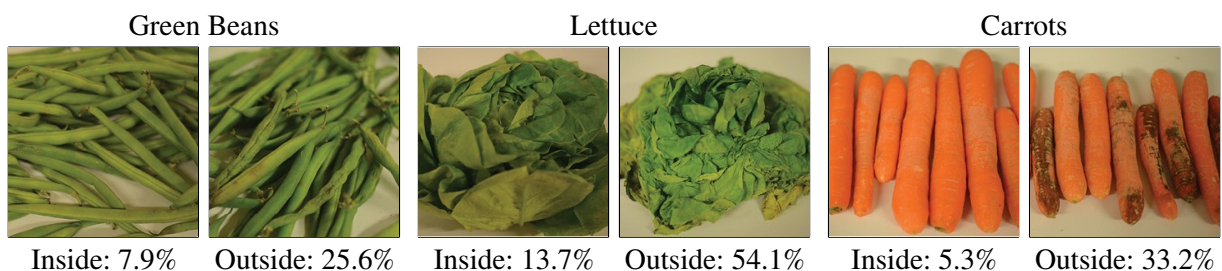 Green Beans
Lettuce
Carrots
Inside: 7.9%
Outside: 25.6%
Inside: 13.7%
Outside: 54.1%
Inside: 5.3%
Outside: 33.2%